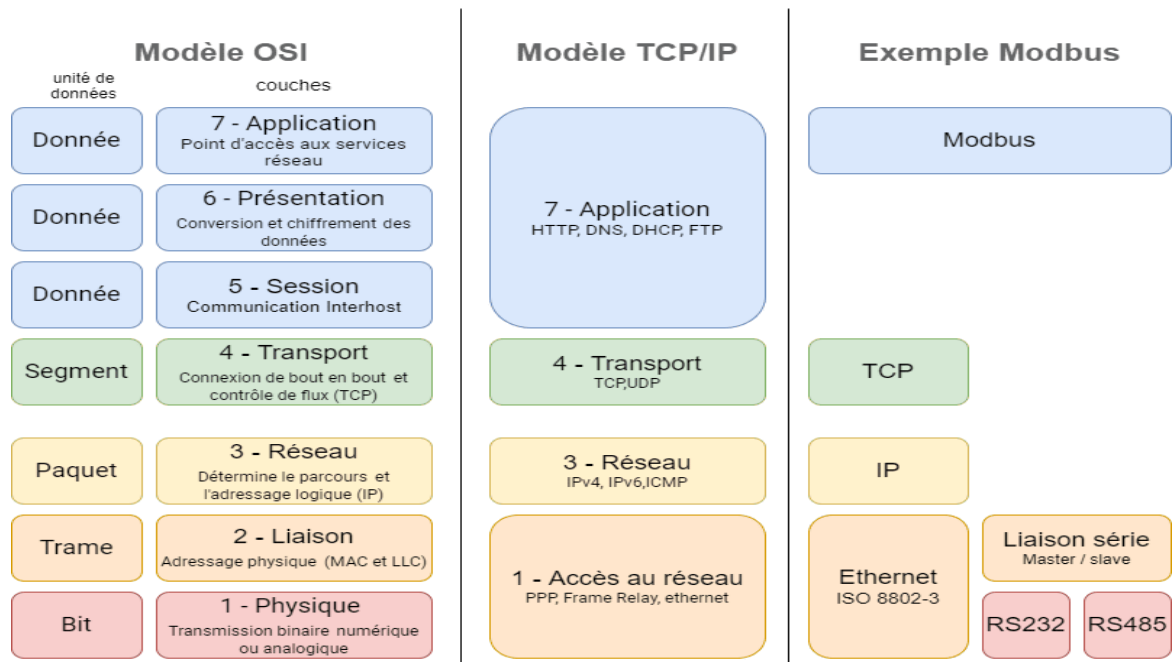 Modèle OSI
unité de
données
couches
Donnée
7 - Application
Point d'accès aux services
réseau
Donnée
6 - Présentation
Conversion et chiffrement des
données
Donnée
5 - Session
Communication Interhost
Segment
4 - Transport
Connexion de bout en bout et
contrôle de flux (TCP)
Paquet
3 - Réseau
Détermine le parcours et
l'adressage logique (IP)
Trame
2 - Liaison
Adressage physique (MAC et LLC)
Bit
1 - Physique
Transmission binaire numérique
ou analogique
Modèle TCP/IP
7 - Application
HTTP, DNS, DHCP, FTP
4 - Transport
TCP,UDP
3 - Réseau
IPv4, IPv6,ICMP
1 - Accès au réseau
PPP, Frame Relay, ethernet
Exemple Modbus
Modbus
TCP
IP
Ethernet
ISO 8802-3
Liaison série
Master / slave
RS232
RS485